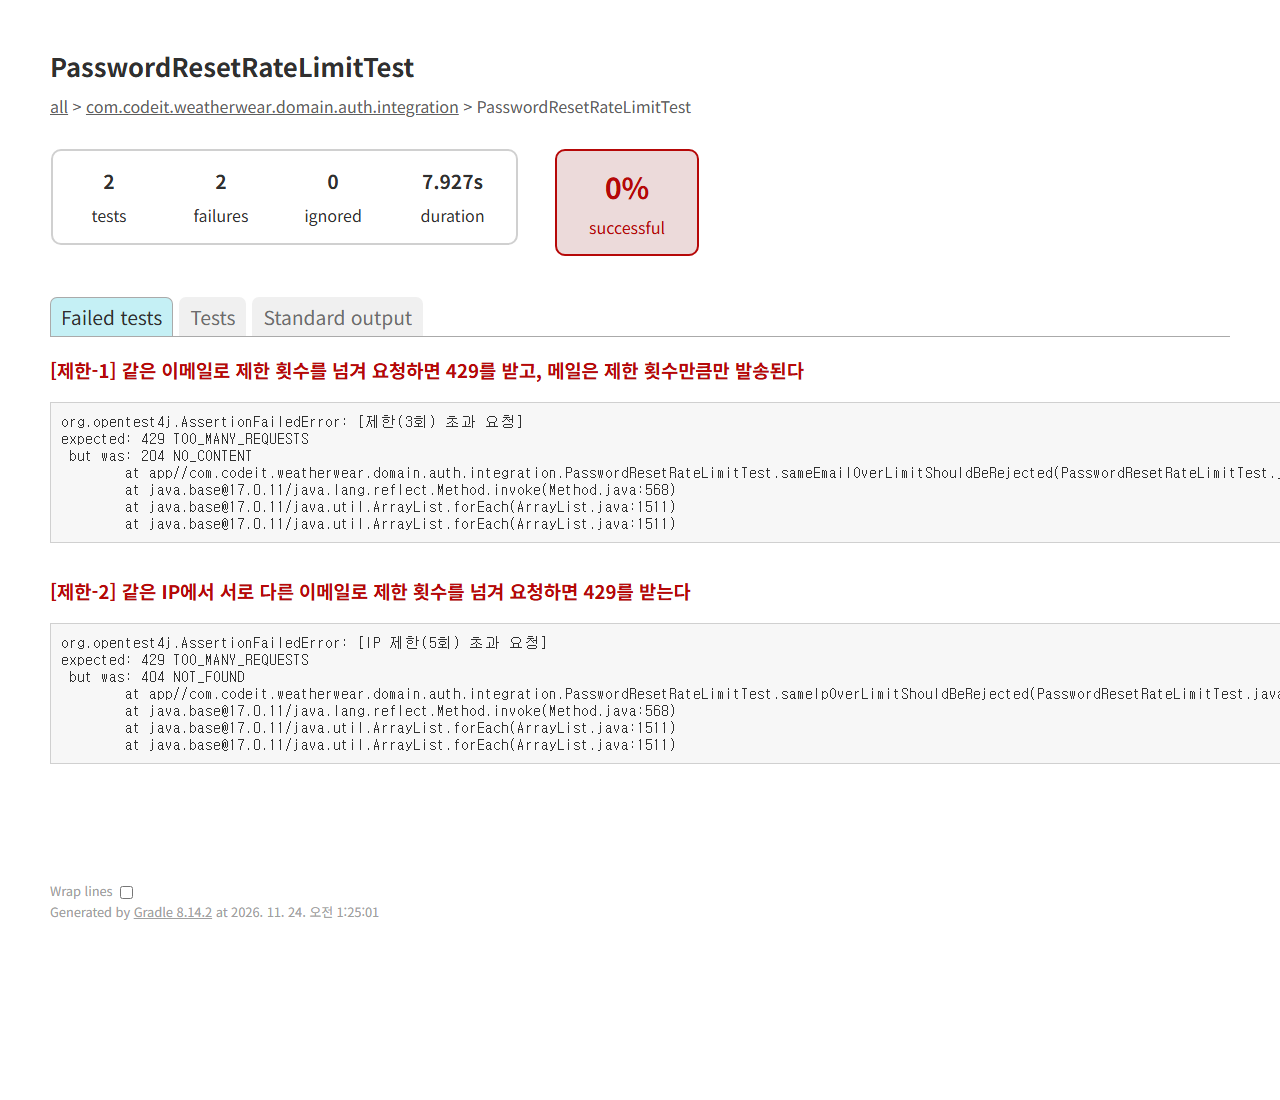 PasswordResetRateLimitTest
all > com.codeit.weatherwear.domain.auth.integration > PasswordResetRateLimitTest
2 2 0 7.927s
tests failures ignored duration
0%
successful
Failed tests Tests Standard output
[제한-1] 같은 이메일로 제한 횟수를 넘겨 요청하면 429를 받고, 메일은 제한 횟수만큼만 발송된다
org.opentest4j.AssertionFailedError: [제한(3회) 초과 요청]
expected: 429 TOO_MANY_REQUESTS
but was: 204 NO_CONTENT
at app//com.codeit.weatherwear.domain.auth.integration.PasswordResetRateLimitTest.sameEmailOverLimitShouldBeRejected(PasswordResetRateLimitTest.
at java.base@17.0.11/java.lang.reflect.Method.invoke(Method.java:568)
at java.base@17.0.11/java.util.ArrayList.forEach(ArrayList.java:1511)
at java.base@17.0.11/java.util.ArrayList.forEach(ArrayList.java:1511)
[제한-2] 같은 IP에서 서로 다른 이메일로 제한 횟수를 넘겨 요청하면 429를 받는다
org.opentest4j.AssertionFailedError: [IP 제한(5회) 초과 요청]
expected: 429 TOO_MANY_REQUESTS
but was: 404 NOT_FOUND
at app//com.codeit.weatherwear.domain.auth.integration.PasswordResetRateLimitTest.sameIpOverLimitShouldBeRejected(PasswordResetRateLimitTest.java
at java.base@17.0.11/java.lang.reflect.Method.invoke(Method.java:568)
at java.base@17.0.11/java.util.ArrayList.forEach(ArrayList.java:1511)
at java.base@17.0.11/java.util.ArrayList.forEach(ArrayList.java:1511)
Wrap lines
Generated by Gradle 8.14.2 at 2026. 11. 24. 오전 1:25:01